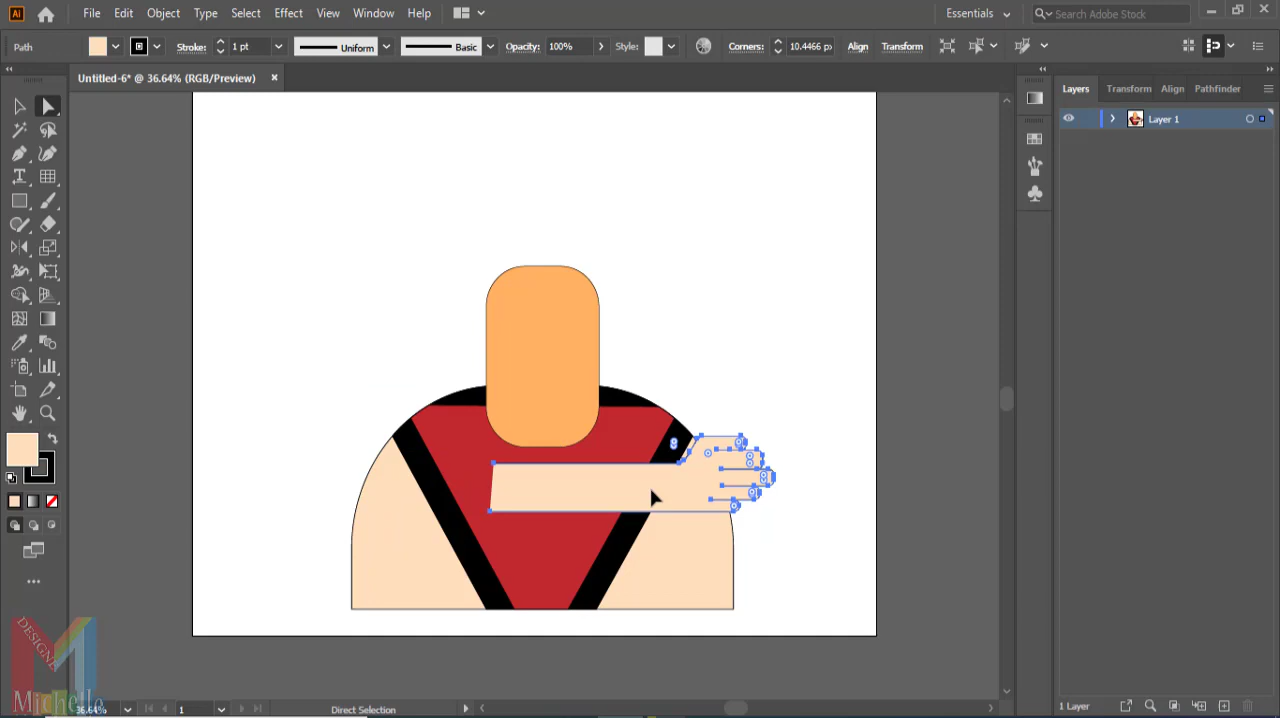 Ai File Edit Object Type Select Effect View Window Help Essentials Search Adobe Stock
Path Stroke: 1 pt Uniform Basic Opacity: 100% Style: Corners: 10.4466 px Align Transform
Untitled-6* @ 36.64% (RGB/Preview)
Layers Transform Align Pathfinder
Layer 1
DESIGNE
Michelle
36.64% 1 Direct Selection
1 Layer